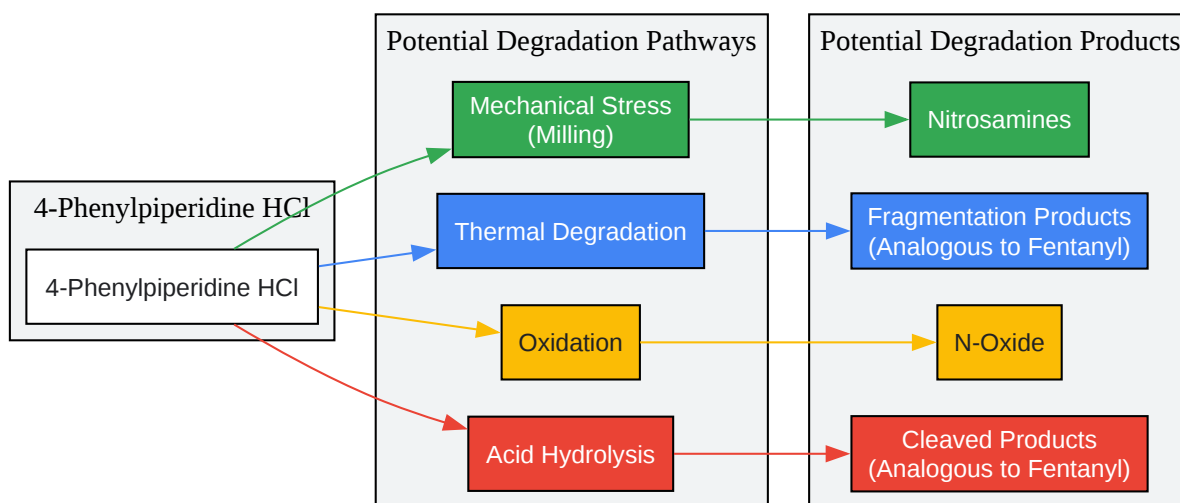 Potential Degradation Pathways
Potential Degradation Products
Mechanical Stress
(Milling)
Nitrosamines
4-Phenylpiperidine HCl
Thermal Degradation
Fragmentation Products
(Analogous to Fentanyl)
4-Phenylpiperidine HCl
Oxidation
N-Oxide
Acid Hydrolysis
Cleaved Products
(Analogous to Fentanyl)